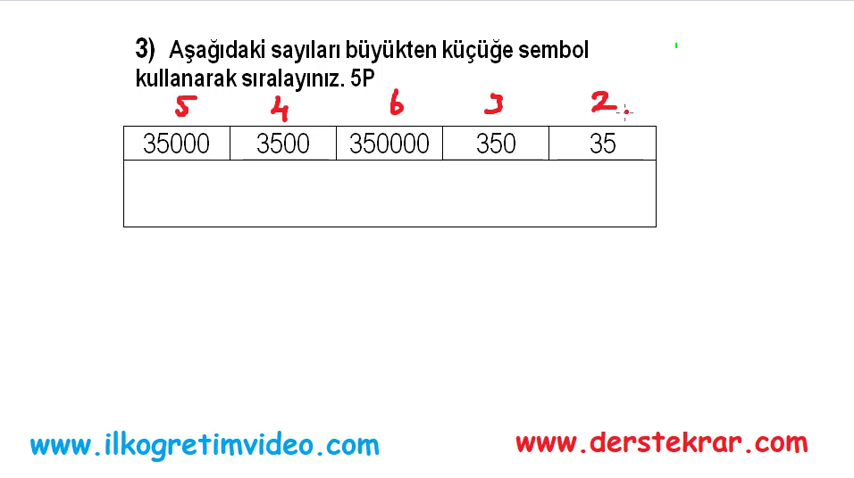 3) Aşağıdaki sayıları büyükten küçüğe sembol
kullanarak sıralayınız. 5P
5 4 6 3 2.
35000 3500 350000 350 35
www.ilkogretimvideo.com www.derstekrar.com